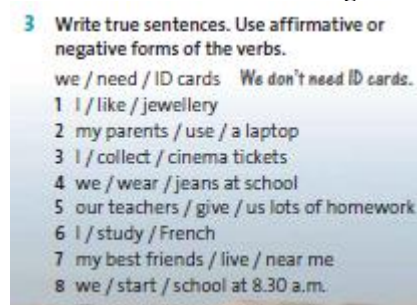 3 Write true sentences. Use affirmative or
negative forms of the verbs.
we / need / ID cards We don't need ID cards.
1 I / like / jewellery
2 my parents / use / a laptop
3 I / collect / cinema tickets
4 we / wear / jeans at school
5 our teachers / give / us lots of homework
6 I / study / French
7 my best friends / live / near me
8 we / start / school at 8.30 a.m.